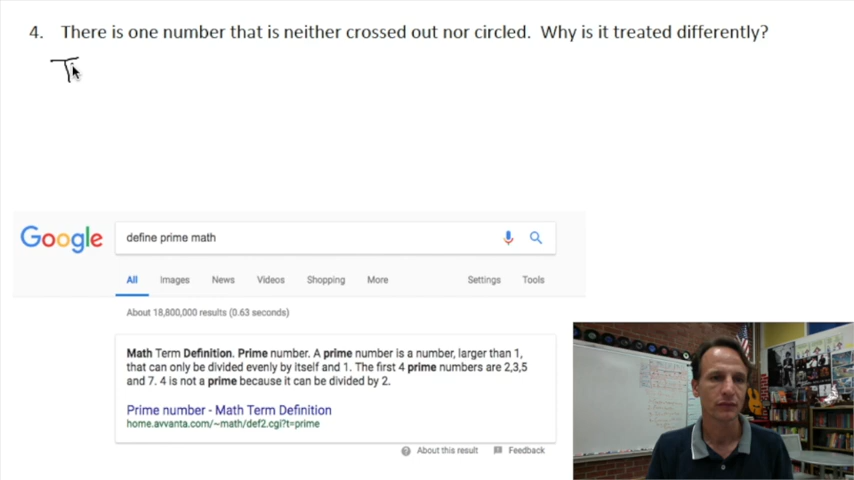 4. There is one number that is neither crossed out nor circled. Why is it treated differently?
T
Google
define prime math
All Images News Videos Shopping More Settings Tools
About 18,800,000 results (0.63 seconds)
Math Term Definition. Prime number. A prime number is a number, larger than 1,
that can only be divided evenly by itself and 1. The first 4 prime numbers are 2,3,5
and 7. 4 is not a prime because it can be divided by 2.
Prime number - Math Term Definition
home.avvanta.com/~math/def2.cgi?t=prime
About this result Feedback